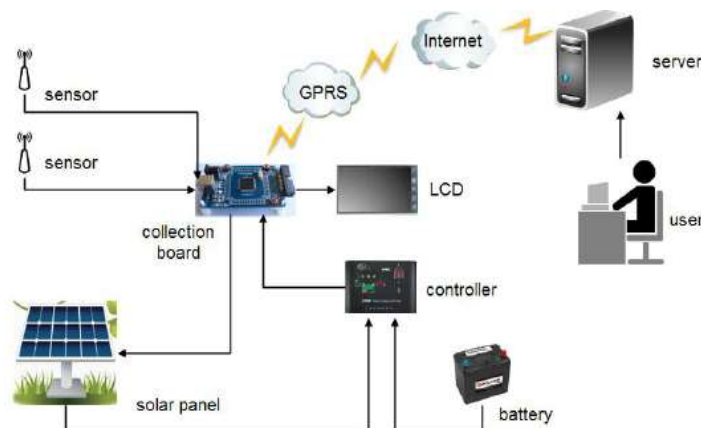 Internet
server
GPRS
sensor
sensor
LCD
collection
board
user
controller
solar panel
battery